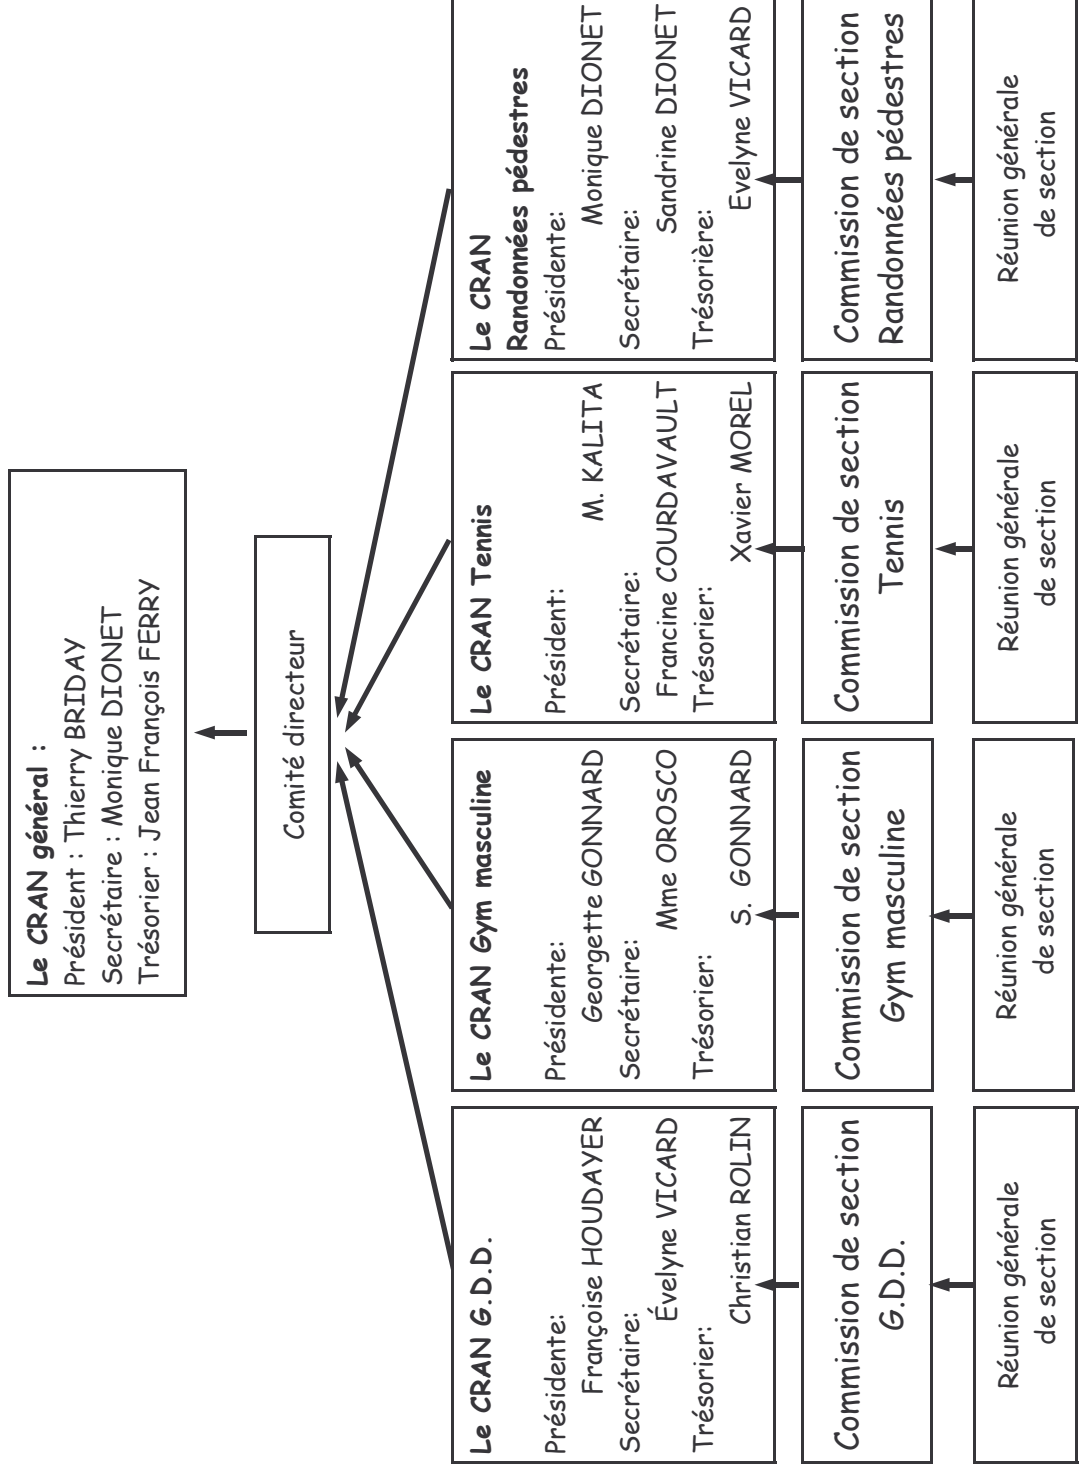 Le CRAN général :
Président : Thierry BRIDAY
Secrétaire : Monique DIONET
Trésorier : Jean François FERRY
Comité directeur
Le CRAN G.D.D.
Présidente:
Françoise HOUDAYER
Secrétaire:
Évelyne VICARD
Trésorier:
Christian ROLIN
Le CRAN Gym masculine
Présidente:
Georgette GONNARD
Secrétaire:
Mme OROSCO
Trésorier:
S. GONNARD
Le CRAN Tennis
Président:
M. KALITA
Secrétaire:
Francine COURDAVAULT
Trésorier:
Xavier MOREL
Le CRAN
Randonnées pédestres
Présidente:
Monique DIONET
Secrétaire:
Sandrine DIONET
Trésorière:
Evelyne VICARD
Commission de section
G.D.D.
Commission de section
Gym masculine
Commission de section
Tennis
Commission de section
Randonnées pédestres
Réunion générale
de section
Réunion générale
de section
Réunion générale
de section
Réunion générale
de section